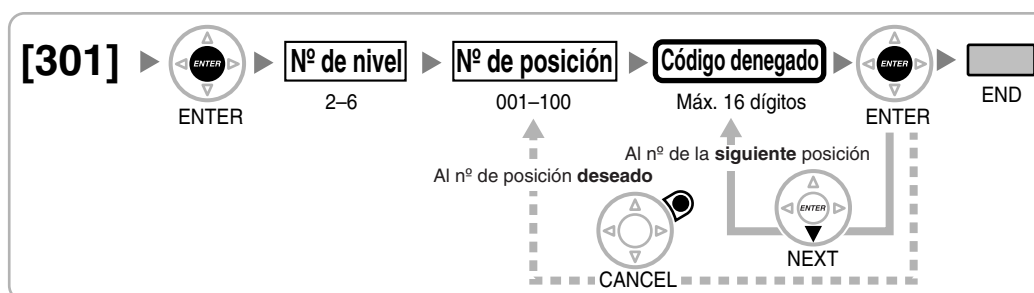 [301]
ENTER
ENTER
Nº de nivel
2–6
Nº de posición
001–100
Código denegado
Máx. 16 dígitos
ENTER
ENTER
END
Al nº de la siguiente posición
Al nº de posición deseado
ENTER
NEXT
CANCEL